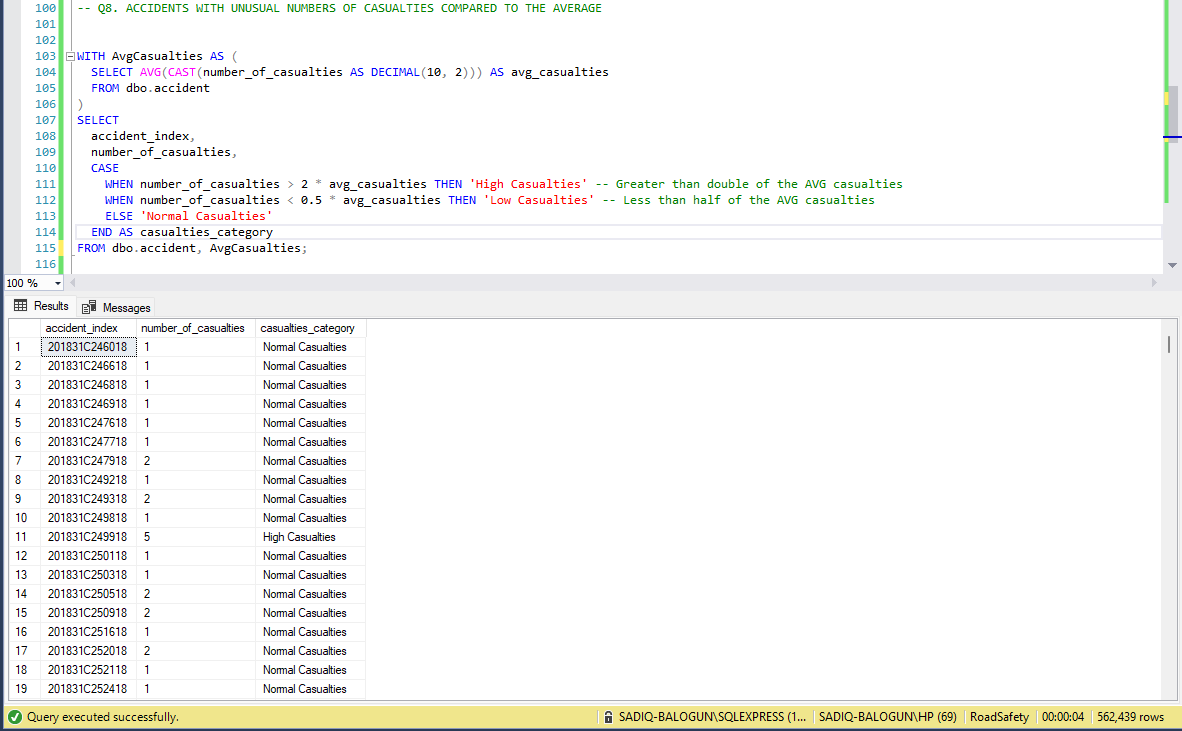 100 -- Q8. ACCIDENTS WITH UNUSUAL NUMBERS OF CASUALTIES COMPARED TO THE AVERAGE
101
102
103 WITH AvgCasualties AS (
104 SELECT AVG(CAST(number_of_casualties AS DECIMAL(10, 2))) AS avg_casualties
105 FROM dbo.accident
106 )
107 SELECT
108 accident_index,
109 number_of_casualties,
110 CASE
111 WHEN number_of_casualties > 2 * avg_casualties THEN 'High Casualties' -- Greater than double of the AVG casualties
112 WHEN number_of_casualties < 0.5 * avg_casualties THEN 'Low Casualties' -- Less than half of the AVG casualties
113 ELSE 'Normal Casualties'
114 END AS casualties_category
115 FROM dbo.accident, AvgCasualties;
116
100 %
Results Messages
accident_index number_of_casualties casualties_category
1 201831C246018 1 Normal Casualties
2 201831C246618 1 Normal Casualties
3 201831C246818 1 Normal Casualties
4 201831C246918 1 Normal Casualties
5 201831C247618 1 Normal Casualties
6 201831C247718 1 Normal Casualties
7 201831C247918 2 Normal Casualties
8 201831C249218 1 Normal Casualties
9 201831C249318 2 Normal Casualties
10 201831C249818 1 Normal Casualties
11 201831C249918 5 High Casualties
12 201831C250118 1 Normal Casualties
13 201831C250318 1 Normal Casualties
14 201831C250518 2 Normal Casualties
15 201831C250918 2 Normal Casualties
16 201831C251618 1 Normal Casualties
17 201831C252018 2 Normal Casualties
18 201831C252118 1 Normal Casualties
19 201831C252418 1 Normal Casualties
Query executed successfully. SADIQ-BALOGUN\SQLEXPRESS (1... SADIQ-BALOGUN\HP (69) RoadSafety 00:00:04 562,439 rows